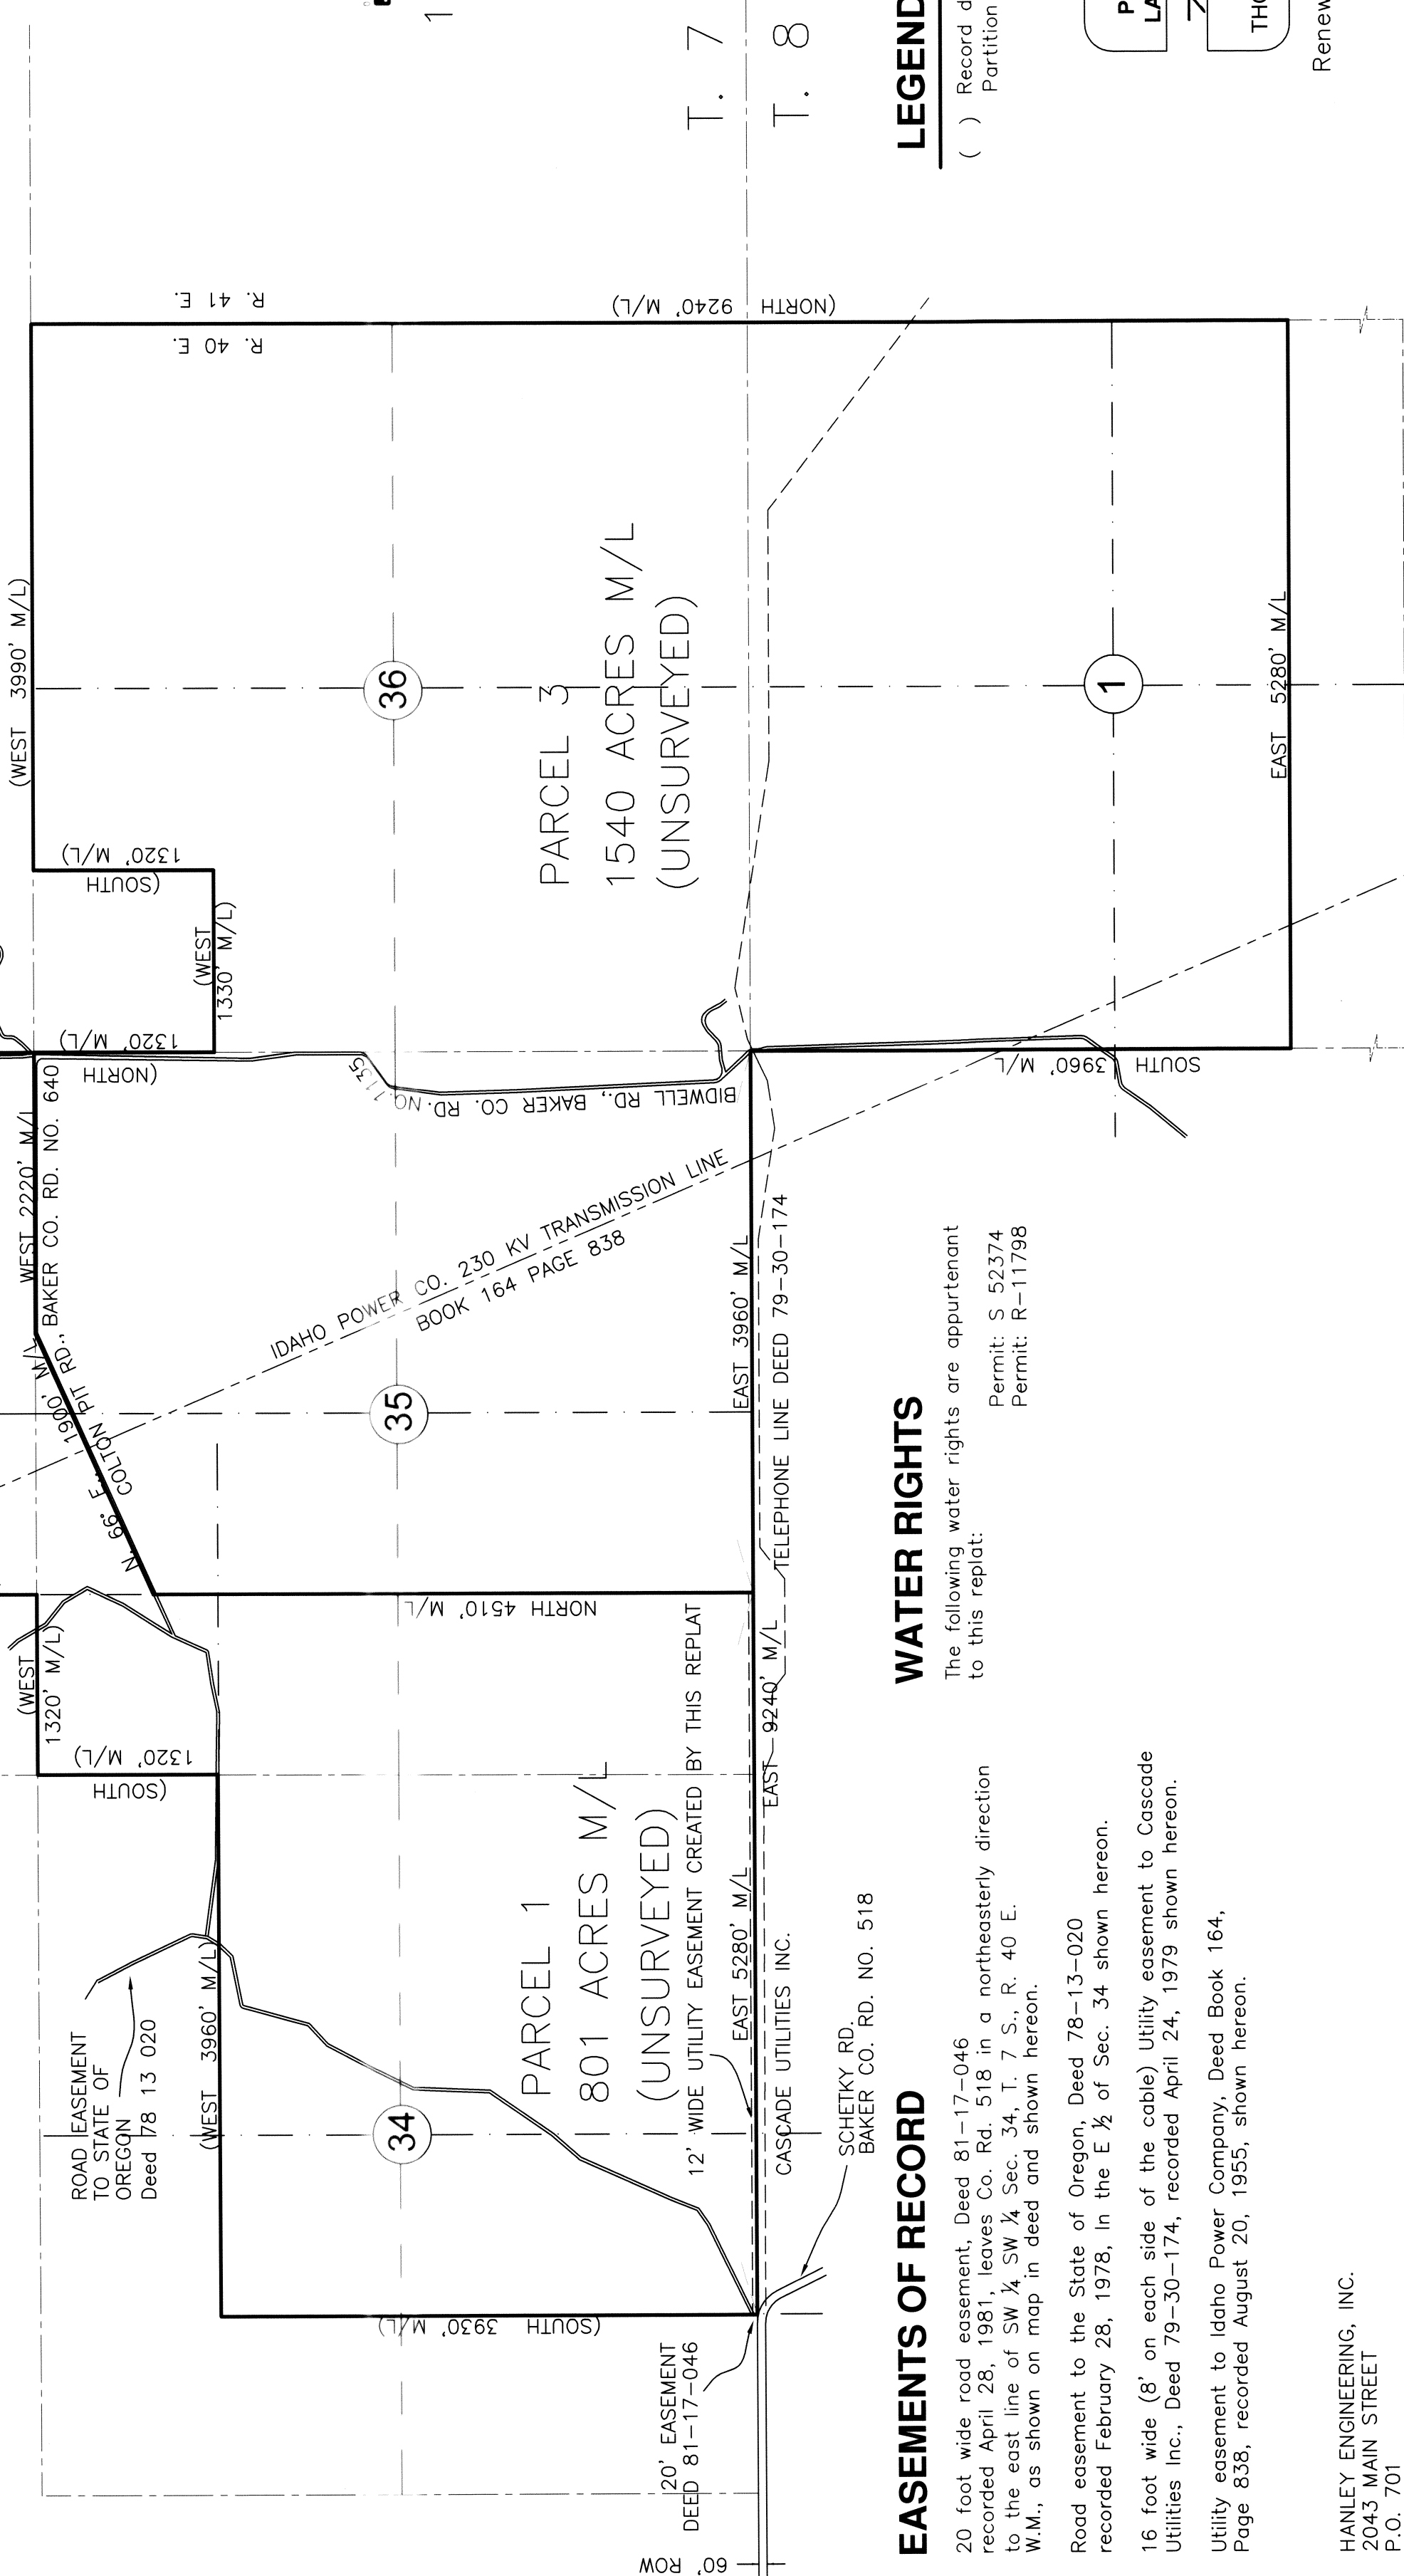 (WEST 3990' M/L)
R. 41 E.
R. 40 E.
(NORTH 9240' M/L)
1
T. 7
T. 8
(SOUTH
1320' M/L)
(WEST
1330' M/L)
(NORTH
1320' M/L)
36
PARCEL 3
1540 ACRES M/L
(UNSURVEYED)
1
EAST 5280' M/L
SOUTH 3960' M/L
WEST 2220' M/L
COLTON PIT RD., BAKER CO. RD. NO. 640
N. 66° E. 1900' M/L
BIDWELL RD., BAKER CO. RD. NO. 1135
IDAHO POWER CO. 230 KV TRANSMISSION LINE
BOOK 164 PAGE 838
35
EAST 3960' M/L
TELEPHONE LINE DEED 79-30-174
NORTH 4510' M/L
(WEST
1320' M/L)
(SOUTH
1320' M/L)
ROAD EASEMENT
TO STATE OF
OREGON
Deed 78 13 020
(WEST 3960' M/L)
34
PARCEL 1
801 ACRES M/L
(UNSURVEYED)
12' WIDE UTILITY EASEMENT CREATED BY THIS REPLAT
EAST 5280' M/L
EAST 9240' M/L
CASCADE UTILITIES INC.
(SOUTH 3930' M/L)
SCHETKY RD.
BAKER CO. RD. NO. 518
20' EASEMENT
DEED 81-17-046
60' ROW
EASEMENTS OF RECORD
20 foot wide road easement, Deed 81-17-046
recorded April 28, 1981, leaves Co. Rd. 518 in a northeasterly direction
to the east line of SW ¼ SW ¼ Sec. 34, T. 7 S., R. 40 E.
W.M., as shown on map in deed and shown hereon.
Road easement to the State of Oregon, Deed 78-13-020
recorded February 28, 1978, In the E ½ of Sec. 34 shown hereon.
16 foot wide (8' on each side of the cable) Utility easement to Cascade
Utilities Inc., Deed 79-30-174, recorded April 24, 1979 shown hereon.
Utility easement to Idaho Power Company, Deed Book 164,
Page 838, recorded August 20, 1955, shown hereon.
WATER RIGHTS
The following water rights are appurtenant
to this replat:
Permit: S 52374
Permit: R-11798
LEGEND
( ) Record d
Partition
P
LA
THO
Renew
HANLEY ENGINEERING, INC.
2043 MAIN STREET
P.O. 701